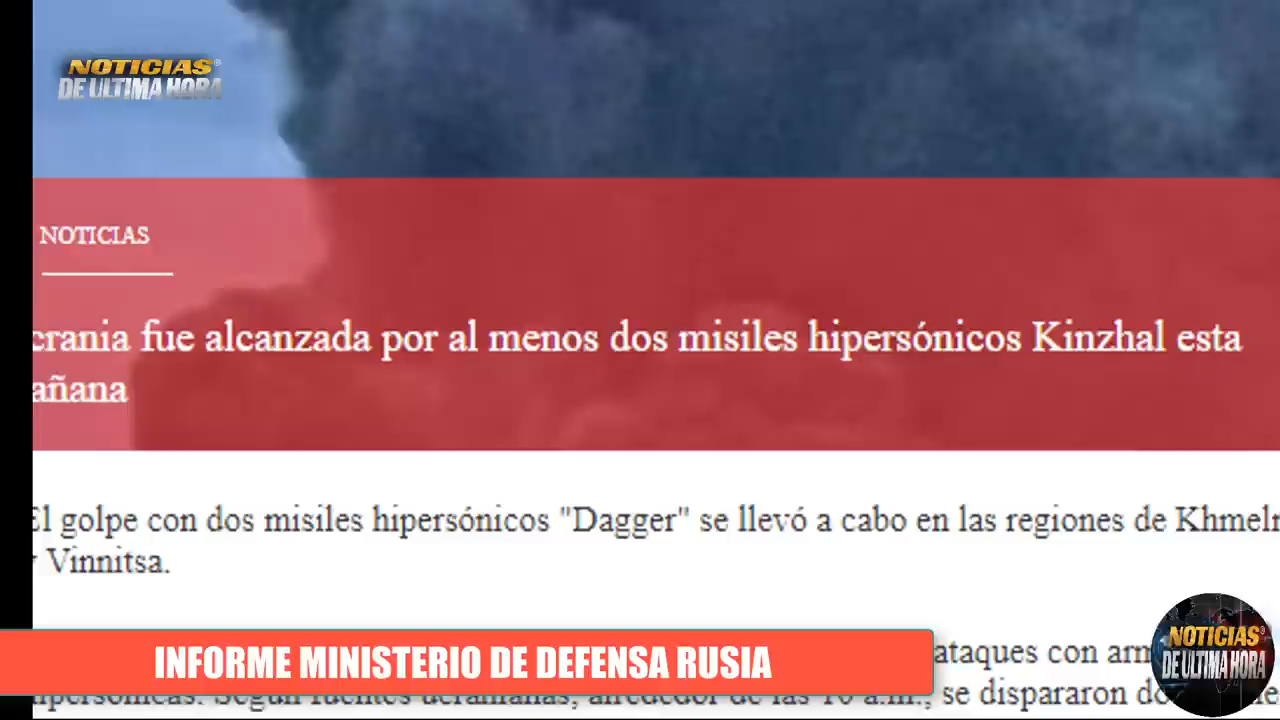 NOTICIAS
DE ULTIMA HORA
NOTICIAS
crania fue alcanzada por al menos dos misiles hipersónicos Kinzhal esta
añana
El golpe con dos misiles hipersónicos "Dagger" se llevó a cabo en las regiones de Khmeln
y Vinnitsa.
ataques con arm
INFORME MINISTERIO DE DEFENSA RUSIA
se dispararon
NOTICIAS
DE ULTIMA HORA